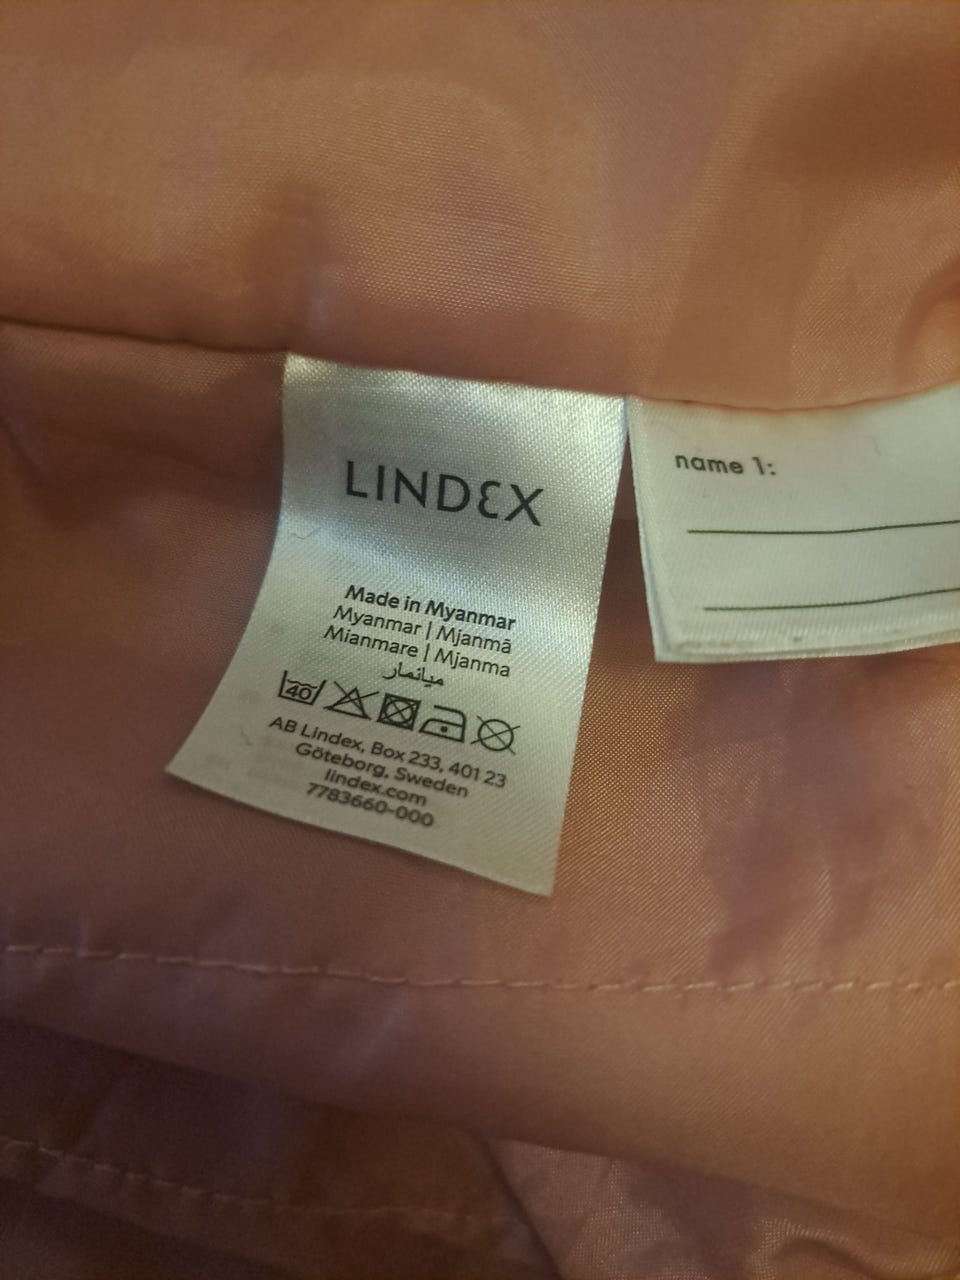 LINDEX
Made in Myanmar
Myanmar | Mjanmā
Mianmare | Mjanma
ميانمار
40
AB Lindex, Box 233, 401 23
Göteborg, Sweden
lindex.com
7783660-000
name 1: